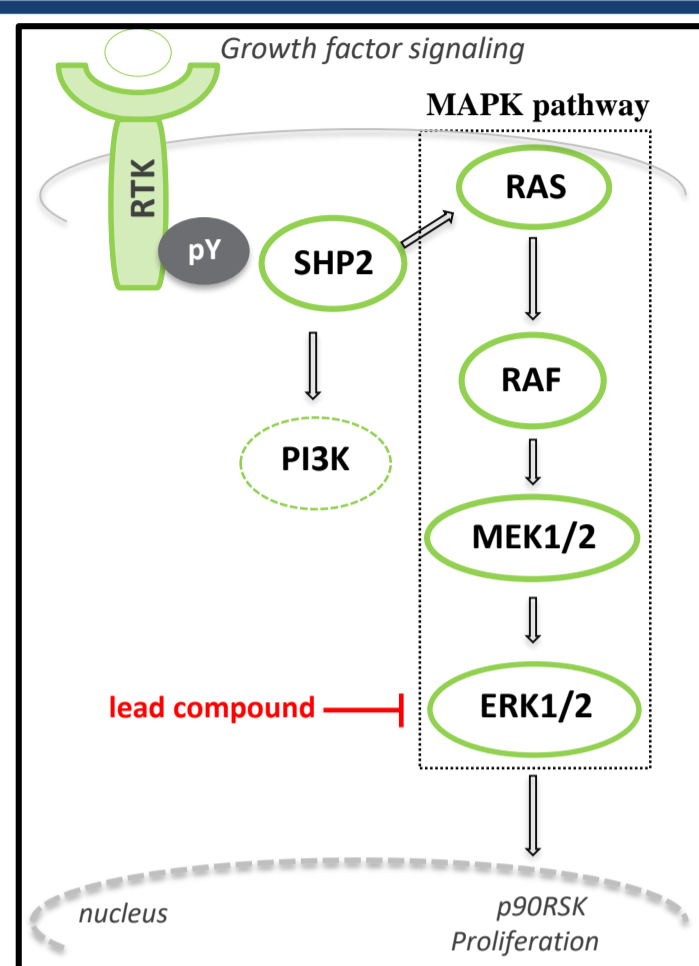 Growth factor signaling
MAPK pathway
RTK
pY
SHP2
RAS
RAF
PI3K
MEK1/2
lead compound
ERK1/2
nucleus
p90RSK
Proliferation